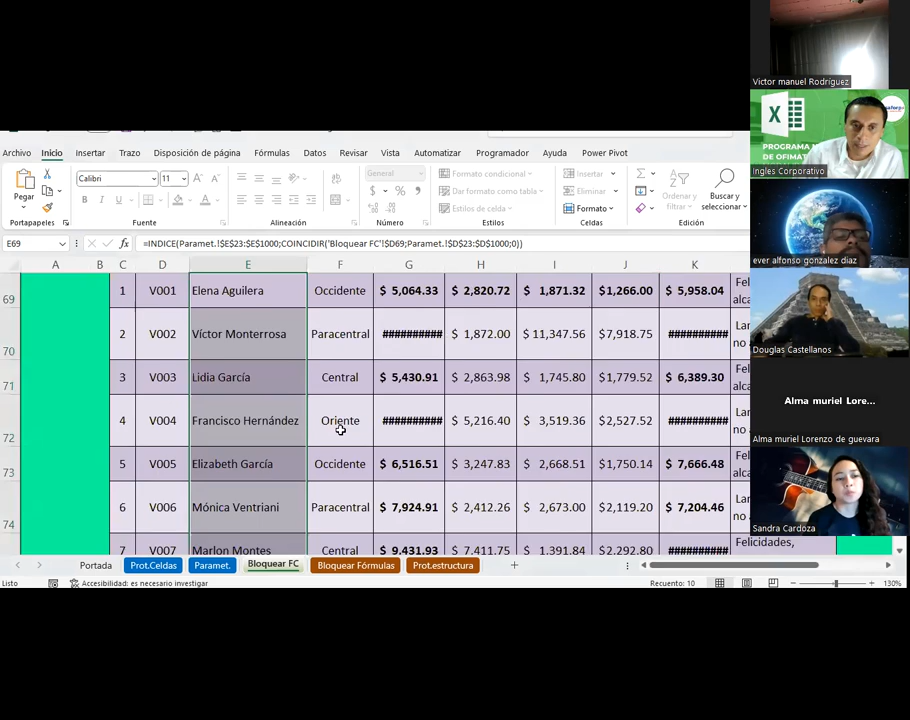 Archivo Inicio Insertar Trazo Disposición de página Fórmulas Datos Revisar Vista Automatizar Programador Ayuda Power Pivot
Pegar
Calibri 11
N K S
General
$ % 000
Formato condicional
Dar formato como tabla
Estilos de celda
Insertar
Eliminar
Formato
Ordenar y filtrar
Buscar y seleccionar
Portapapeles Fuente Alineación Número Estilos Celdas Edición
E69 fx =INDICE(Paramet.!$E$23:$E$1000;COINCIDIR('Bloquear FC'!$D69;Paramet.!$D$23:$D$1000;0))
A B C D E F G H I J K
69 1 V001 Elena Aguilera Occidente $ 5,064.33 $ 2,820.72 $ 1,871.32 $1,266.00 $ 5,958.04
70 2 V002 Víctor Monterrosa Paracentral ########## $ 1,872.00 $ 11,347.56 $7,918.75 ##########
71 3 V003 Lidia García Central $ 5,430.91 $ 2,863.98 $ 1,745.80 $1,779.52 $ 6,389.30
72 4 V004 Francisco Hernández Oriente ########## $ 5,216.40 $ 3,519.36 $2,527.52 ##########
73 5 V005 Elizabeth García Occidente $ 6,516.51 $ 3,247.83 $ 2,668.51 $1,750.14 $ 7,666.48
74 6 V006 Mónica Ventriani Paracentral $ 7,924.91 $ 2,412.26 $ 2,673.00 $2,119.20 $ 7,204.46
7 V007 Marlon Montes Central $ 9,431.93 $ 7,411.75 $ 1,391.84 $2,292.80 ########## Felicidades,
Portada Prot.Celdas Paramet. Bloquear FC Bloquear Fórmulas Prot.estructura
Listo Accesibilidad: es necesario investigar Recuento: 10 130%
Victor manuel Rodríguez
PROGRAMA
DE OFIMAT
Ingles Corporativo
ever alfonso gonzalez diaz
Douglas Castellanos
Alma muriel Lore...
Alma muriel Lorenzo de guevara
Sandra Cardoza